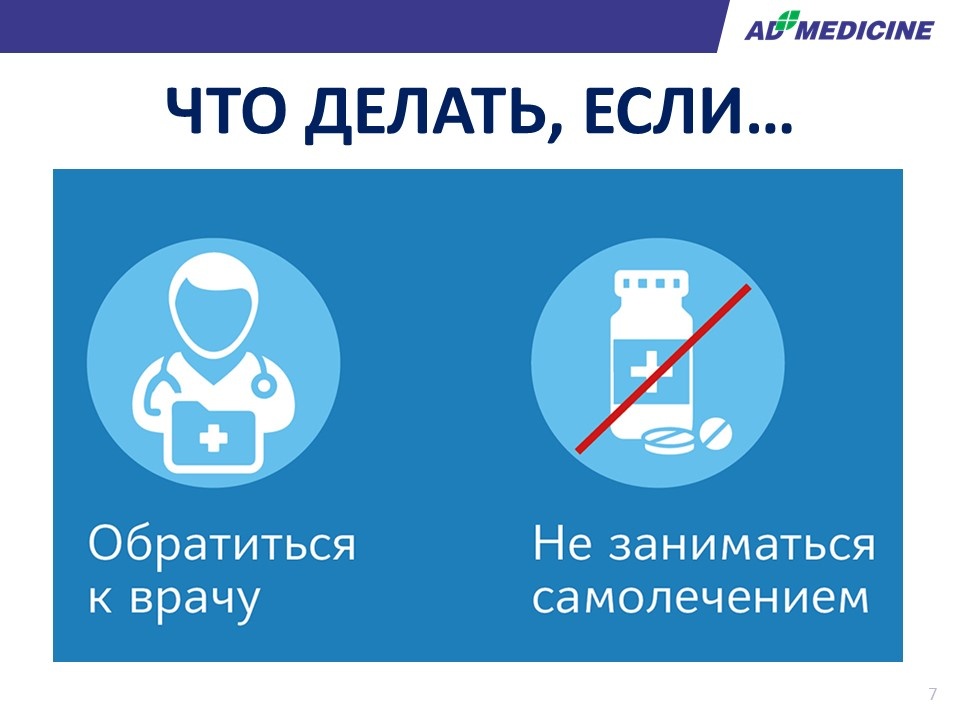 AD MEDICINE
ЧТО ДЕЛАТЬ, ЕСЛИ...
Обратиться
к врачу
Не заниматься
самолечением
7